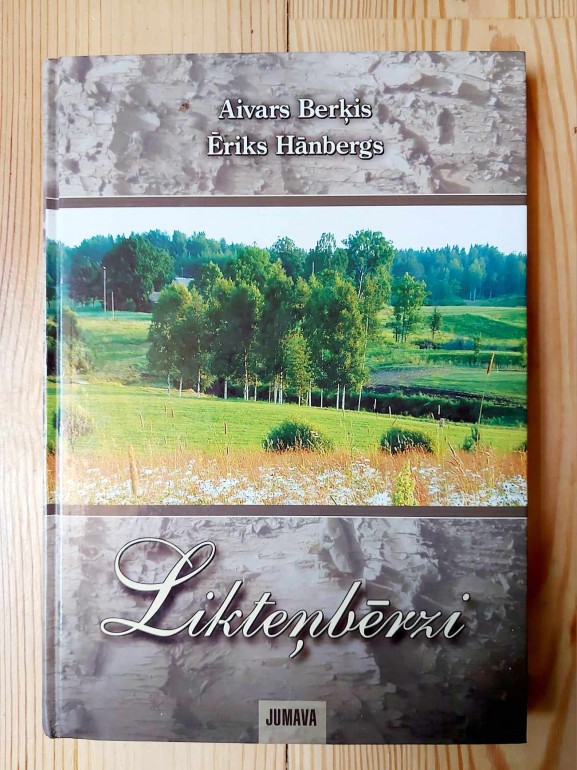 Aivars Berķis
Ēriks Hānbergs
Likteņbērzi
JUMAVA